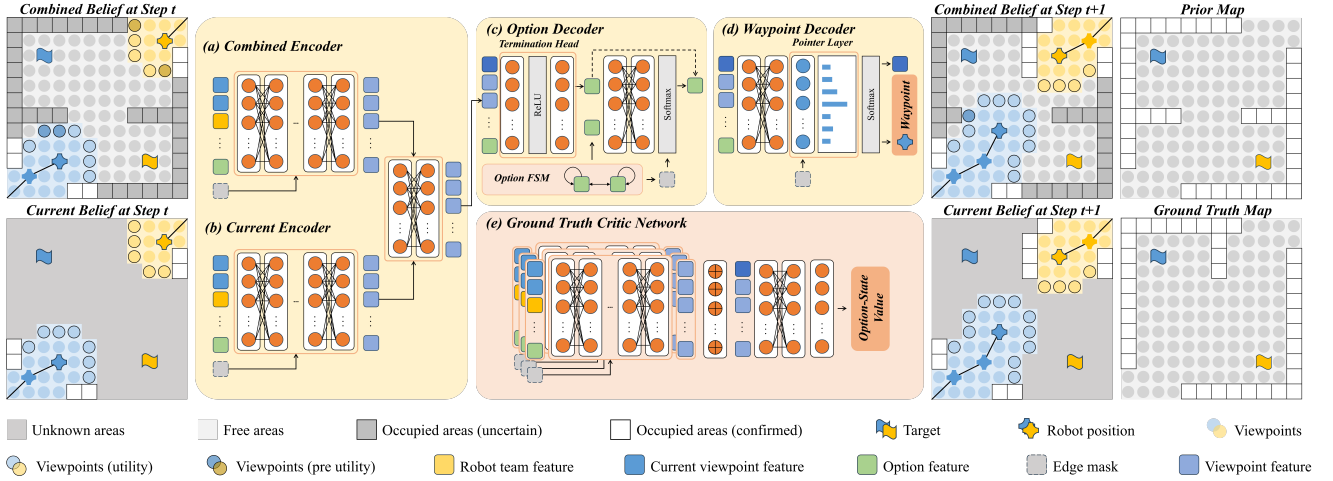 Combined Belief at Step t
Current Belief at Step t
(a) Combined Encoder
(b) Current Encoder
(c) Option Decoder
Termination Head
ReLU
Softmax
Option FSM
(d) Waypoint Decoder
Pointer Layer
Softmax
Waypoint
(e) Ground Truth Critic Network
Option-State
Value
Combined Belief at Step t+1
Prior Map
Current Belief at Step t+1
Ground Truth Map
Unknown areas
Free areas
Occupied areas (uncertain)
Occupied areas (confirmed)
Target
Robot position
Viewpoints
Viewpoints (utility)
Viewpoints (pre utility)
Robot team feature
Current viewpoint feature
Option feature
Edge mask
Viewpoint feature